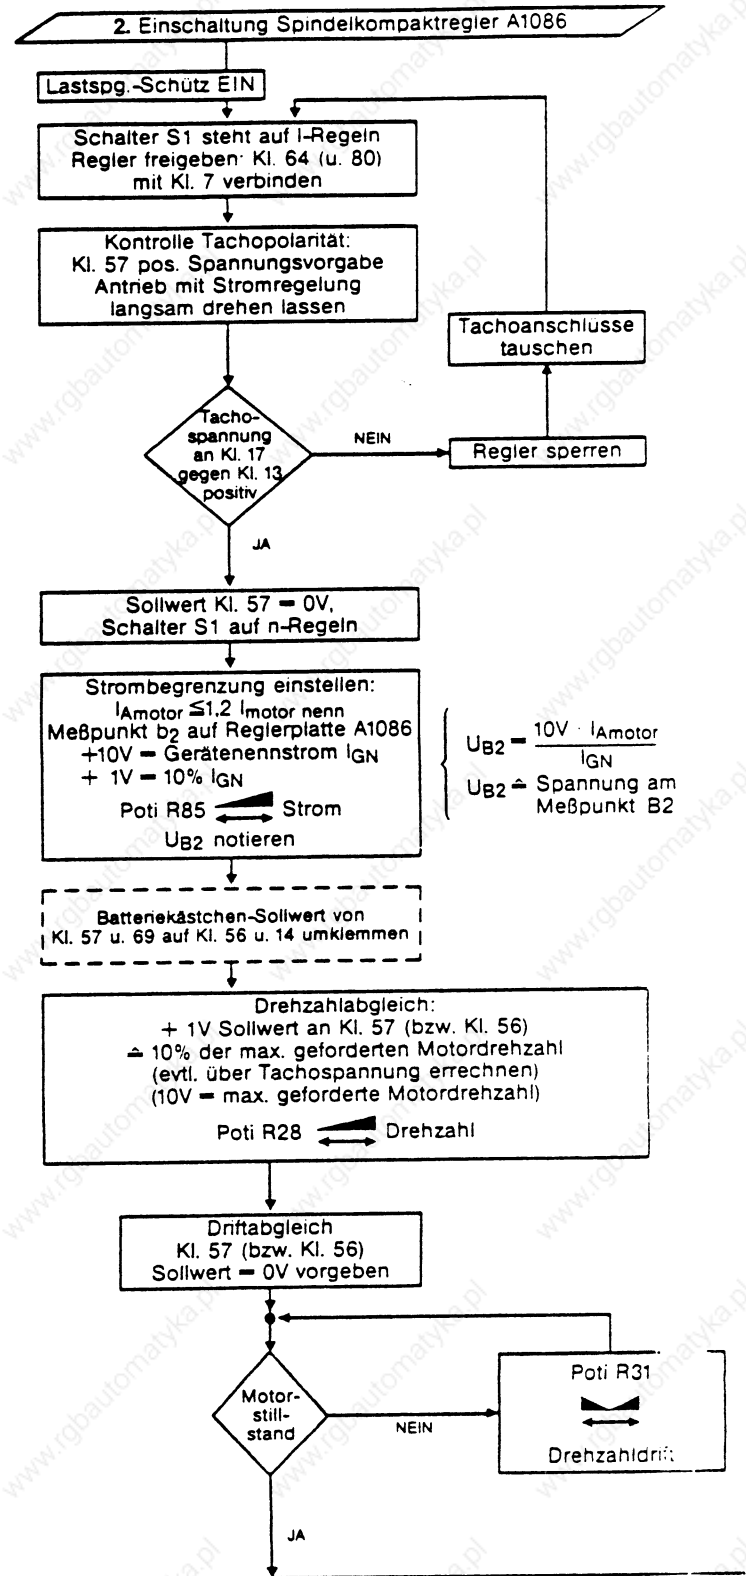 2. Einschaltung Spindelkompaktregler A1086
Lastspg.-Schütz EIN
Schalter S1 steht auf I-Regeln
Regler freigeben: Kl. 64 (u. 80)
mit Kl. 7 verbinden
Kontrolle Tachopolarität:
Kl. 57 pos. Spannungsvorgabe
Antrieb mit Stromregelung
langsam drehen lassen
Tachoanschlüsse
tauschen
Tacho-
spannung
an Kl. 17
gegen Kl. 13
positiv
NEIN
Regler sperren
JA
Sollwert Kl. 57 = 0V,
Schalter S1 auf n-Regeln
Strombegrenzung einstellen:
IAmotor ≦1,2 Imotor nenn
Meßpunkt b2 auf Reglerplatte A1086
+10V = Gerätenennstrom IGN
+ 1V = 10% IGN
Poti R85 Strom
UB2 notieren
UB2 = 10V · IAmotor
IGN
UB2 ≙ Spannung am
Meßpunkt B2
Batteriekästchen-Sollwert von
Kl. 57 u. 69 auf Kl. 56 u. 14 umklemmen
Drehzahlabgleich:
+ 1V Sollwert an Kl. 57 (bzw. Kl. 56)
≙ 10% der max. geforderten Motordrehzahl
(evtl. über Tachospannung errechnen)
(10V = max. geforderte Motordrehzahl)
Poti R28 Drehzahl
Driftabgleich
Kl. 57 (bzw. Kl. 56)
Sollwert = 0V vorgeben
Motor-
still-
stand
NEIN
Poti R31
Drehzahldrift
JA
www.rgbautomatyka.pl